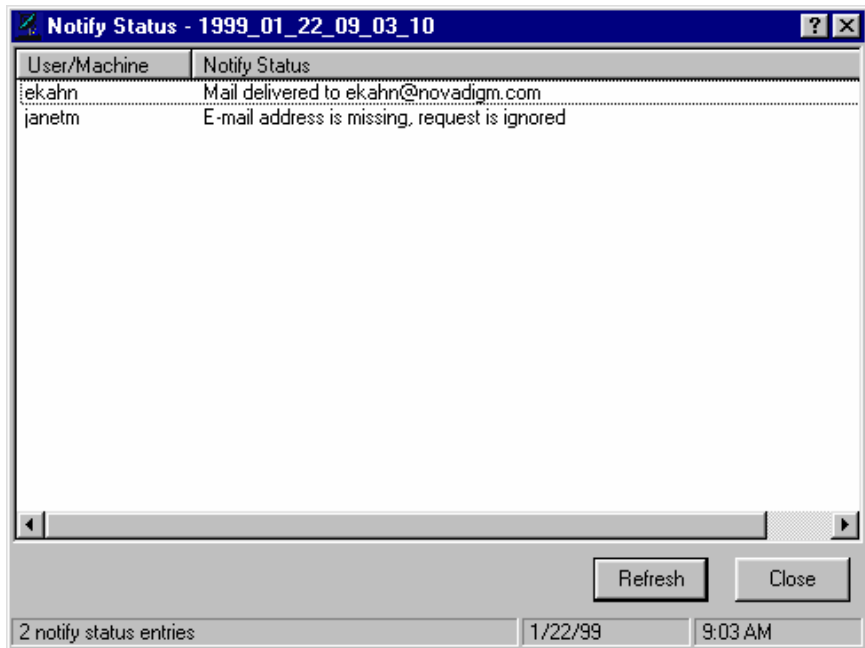 Notify Status - 1999_01_22_09_03_10
?
User/Machine Notify Status
ekahn Mail delivered to ekahn@novadigm.com
janetm E-mail address is missing, request is ignored
Refresh Close
2 notify status entries 1/22/99 9:03 AM